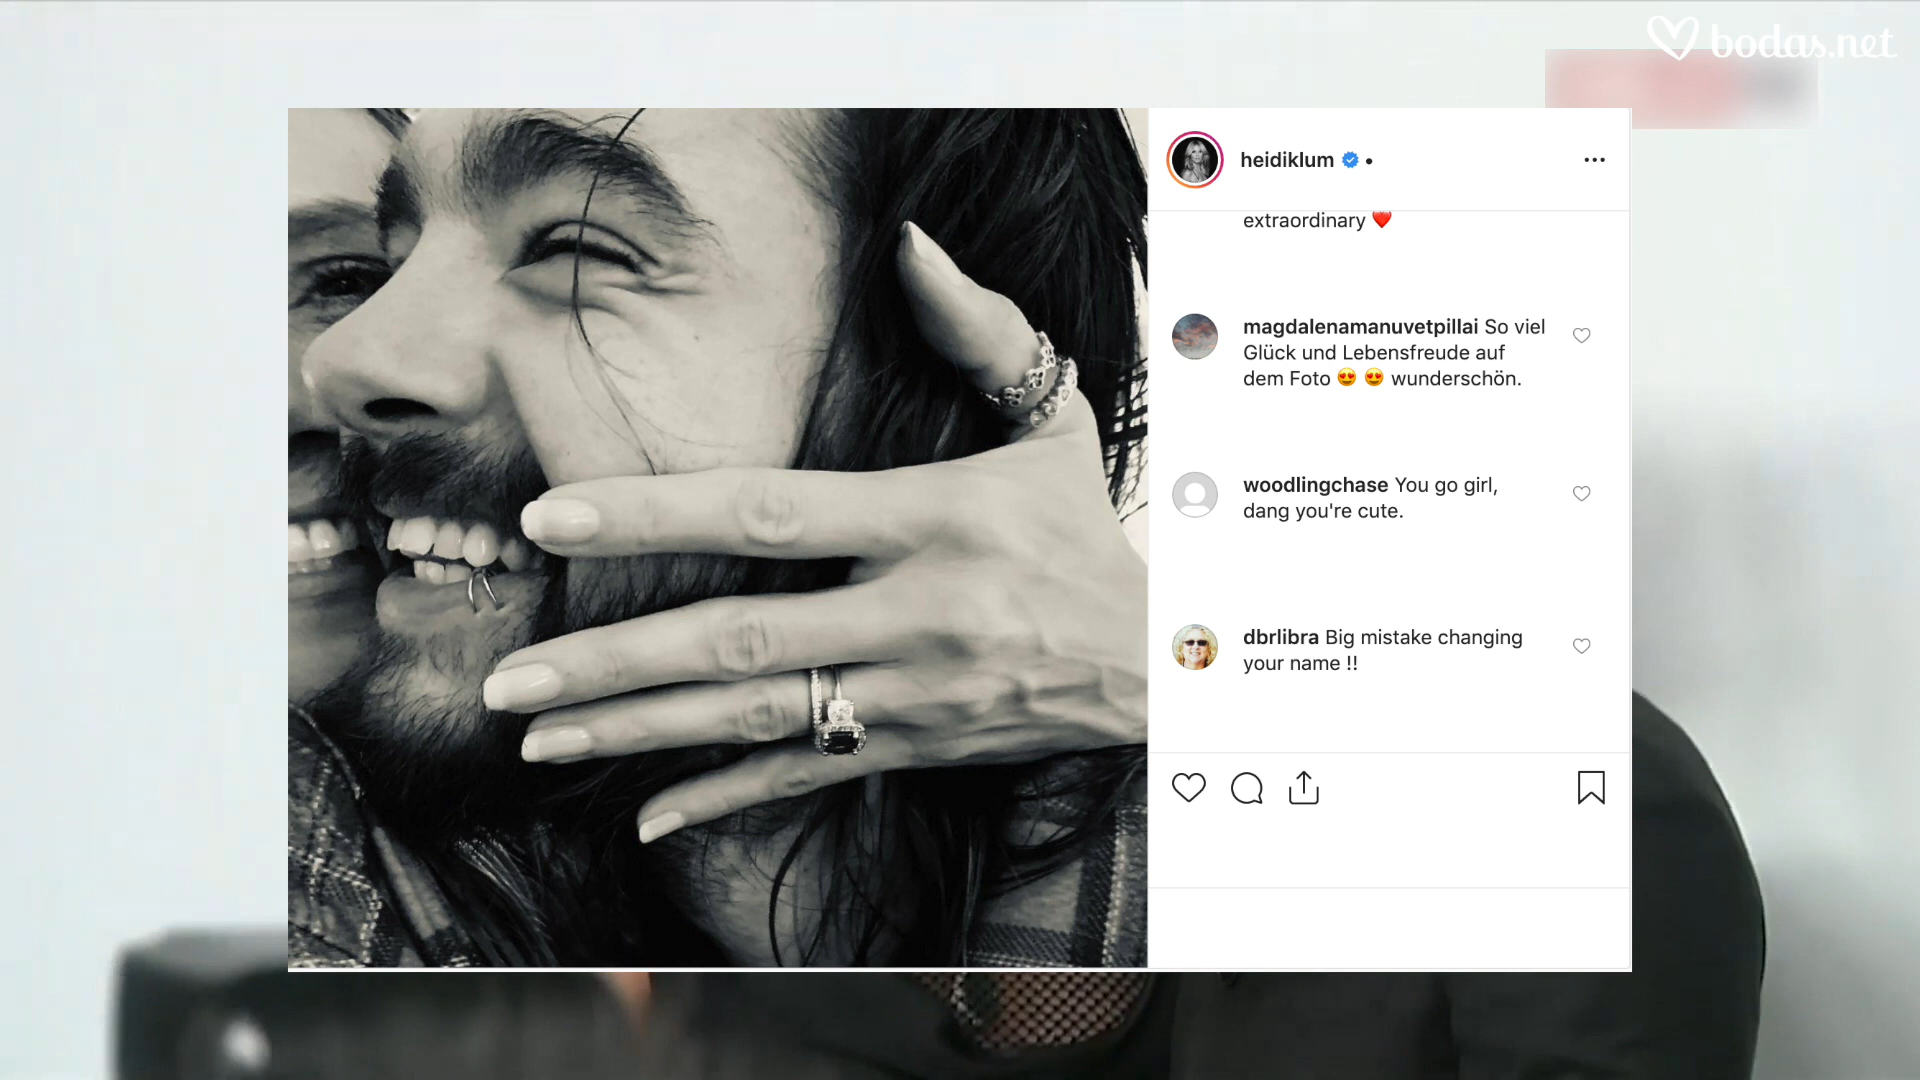 bodas.net
heidiklum •
extraordinary ❤️
magdalenamanuvetpillai So viel
Glück und Lebensfreude auf
dem Foto 😍 😍 wunderschön.
woodlingchase You go girl,
dang you're cute.
dbrlibra Big mistake changing
your name !!